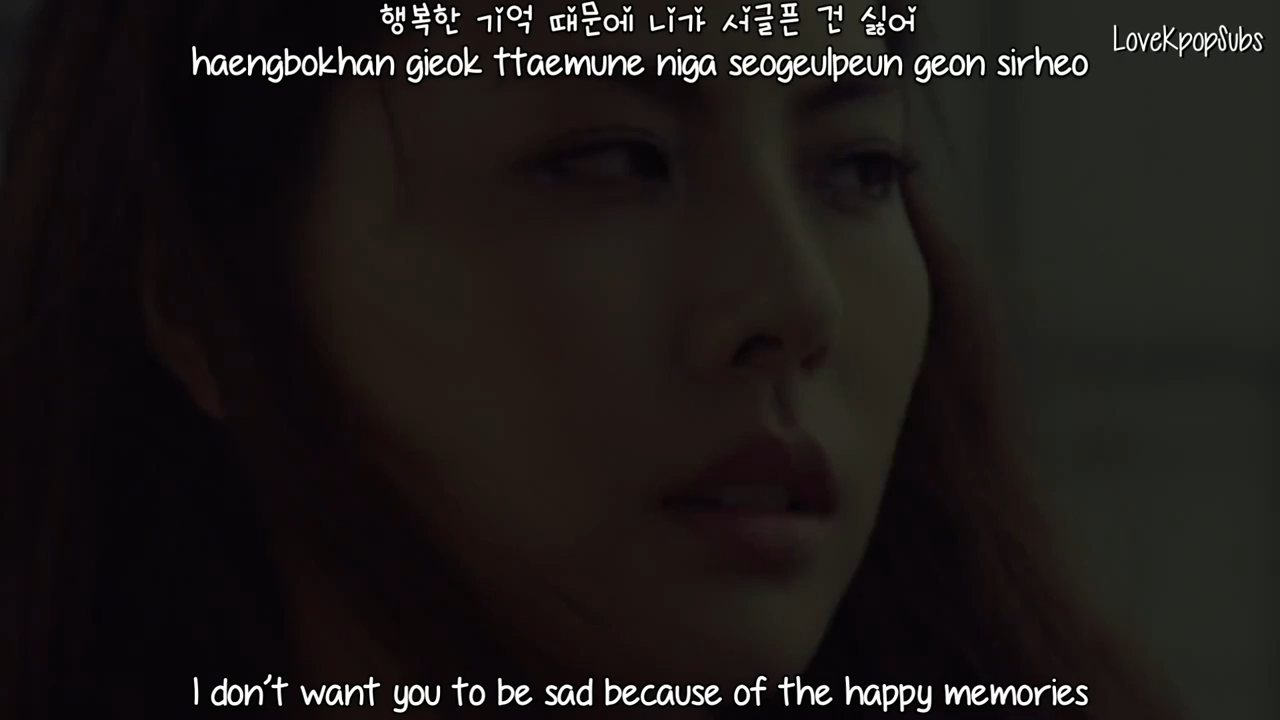 행복한 기억 때문에 니가 서글픈 건 싫어
LoveKpopSubs
haengbokhan gieok ttaemune niga seogeulpeun geon sirheo
I don't want you to be sad because of the happy memories